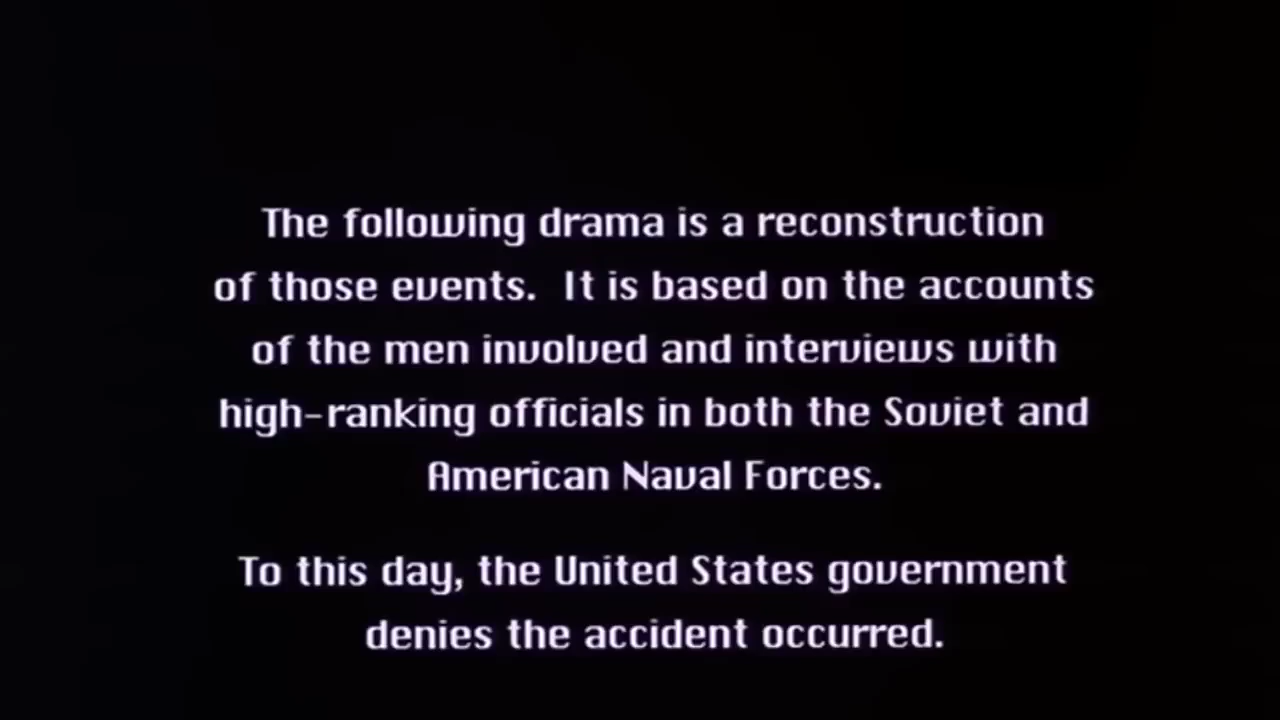 The following drama is a reconstruction
of those events.  It is based on the accounts
of the men involved and interviews with
high-ranking officials in both the Soviet and
American Naval Forces.
To this day, the United States government
denies the accident occurred.